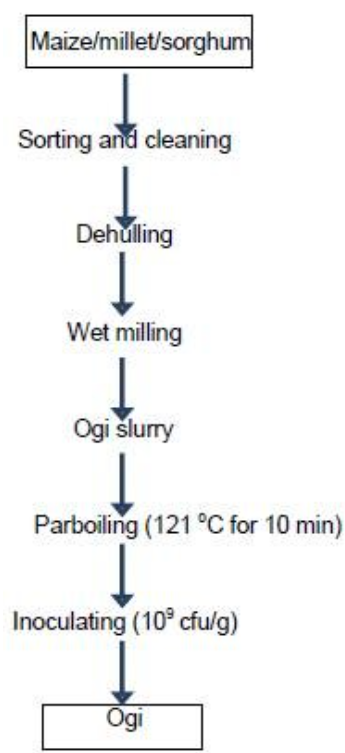 Maize/millet/sorghum
Sorting and cleaning
Dehulling
Wet milling
Ogi slurry
Parboiling (121 °C for 10 min)
Inoculating (10⁹ cfu/g)
Ogi